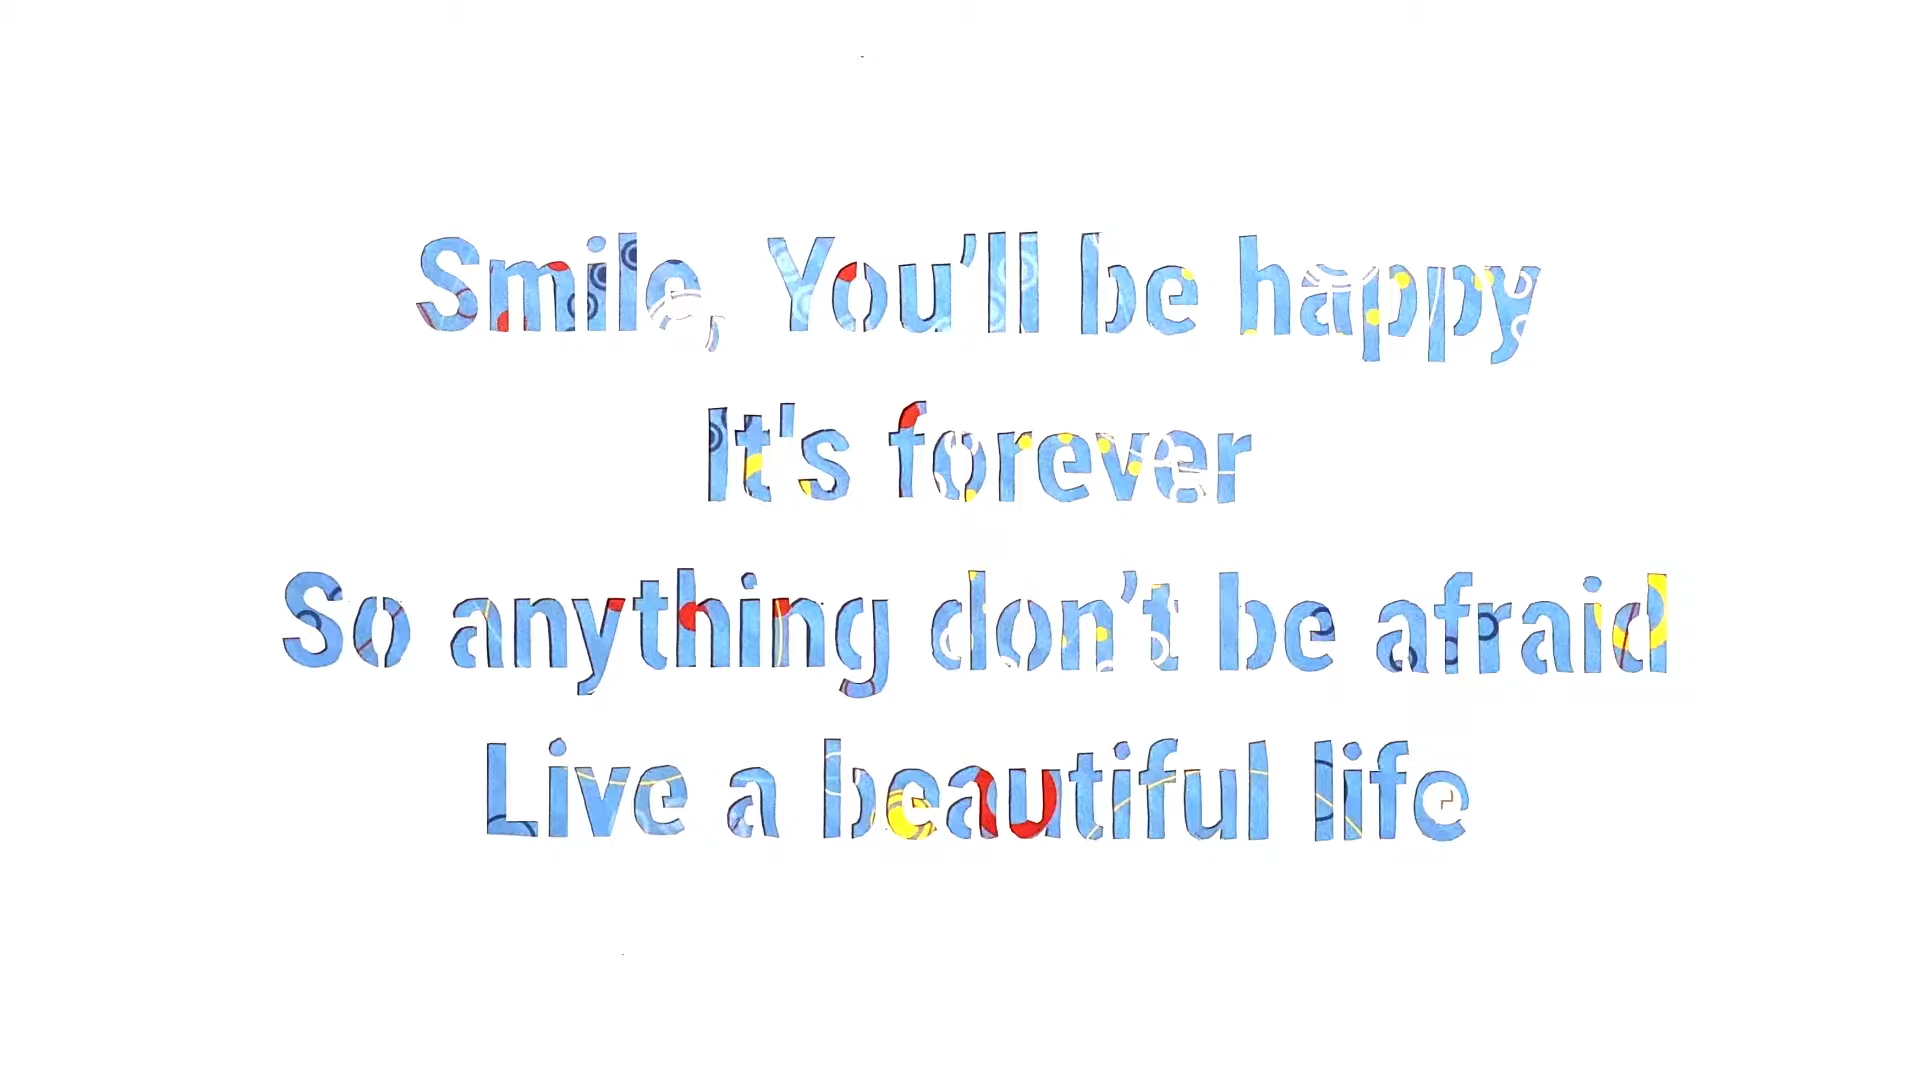 Smile, You’ll be happy
It's forever
So anything don’t be afraid
Live a beautiful life